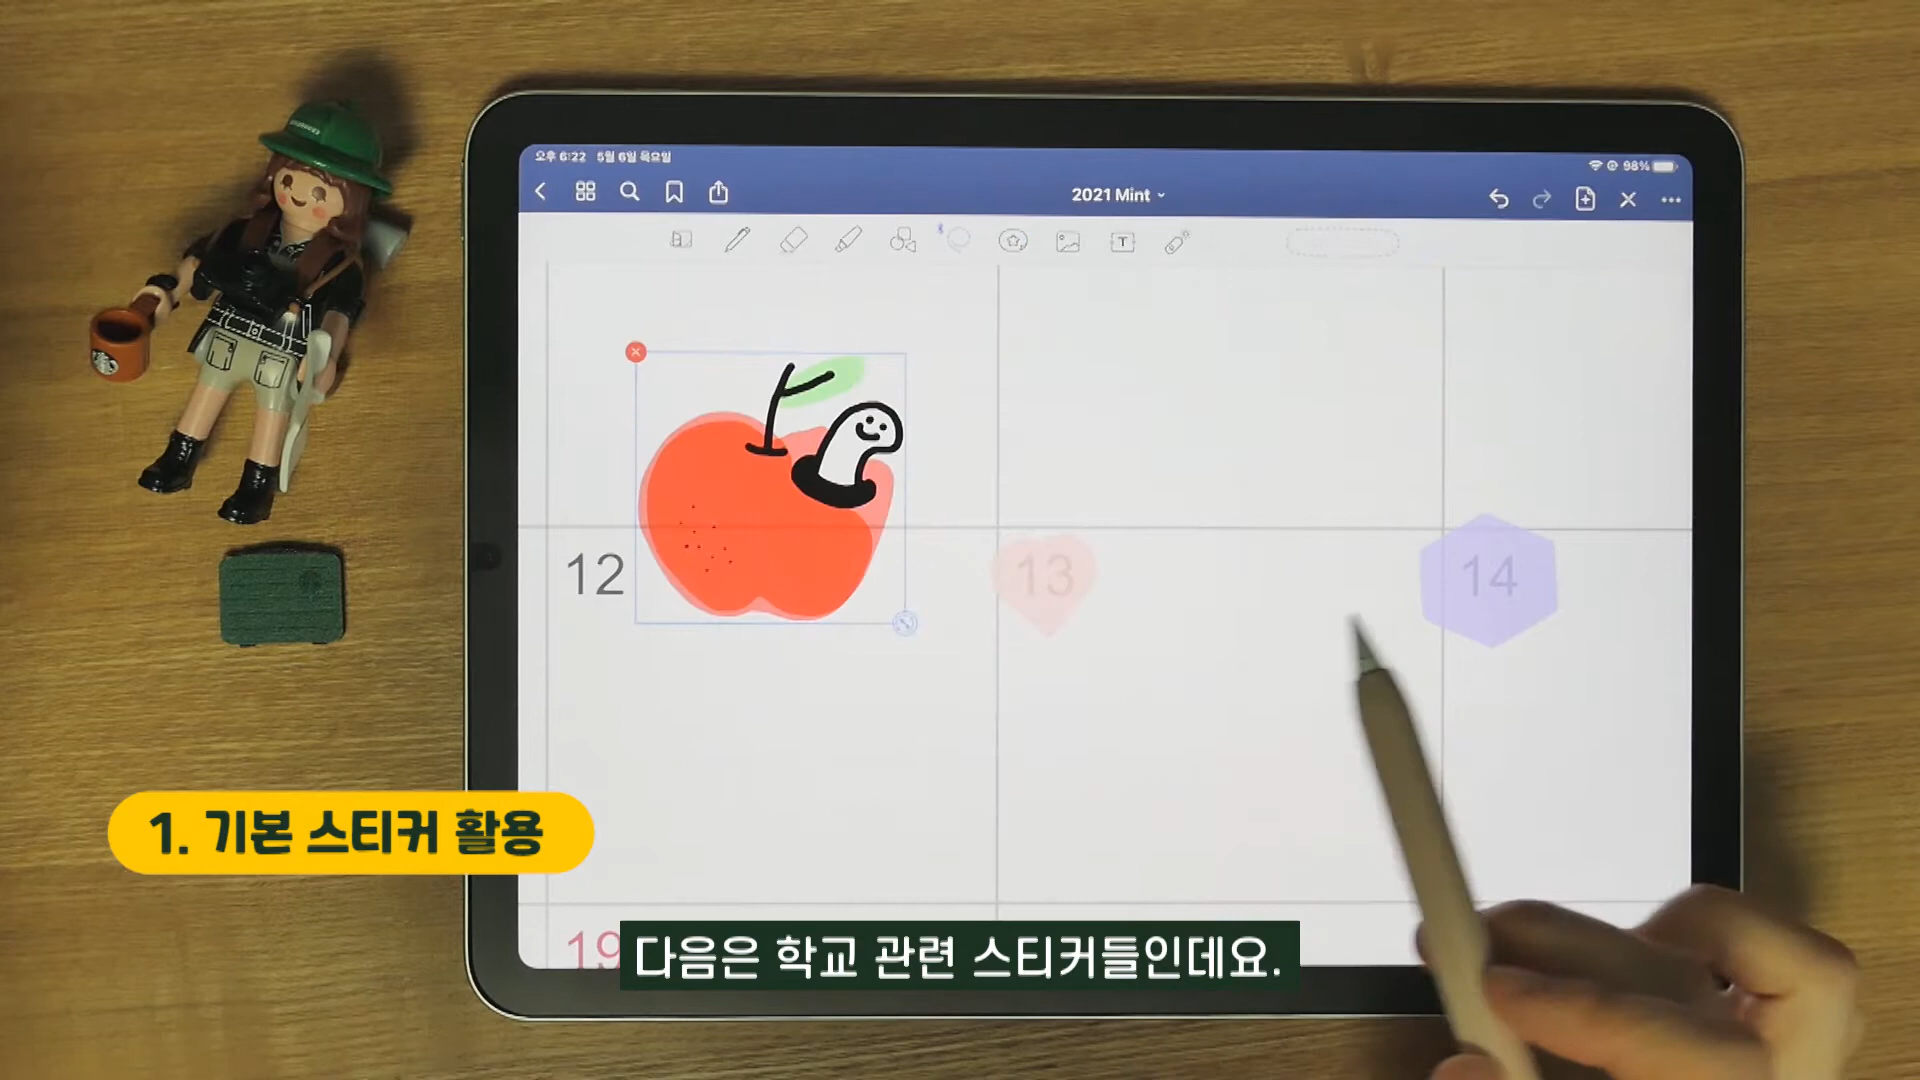 오후 6:22 5월 6일 목요일
98%
2021 Mint
T
12
13
14
19
1. 기본 스티커 활용
다음은 학교 관련 스티커들인데요.